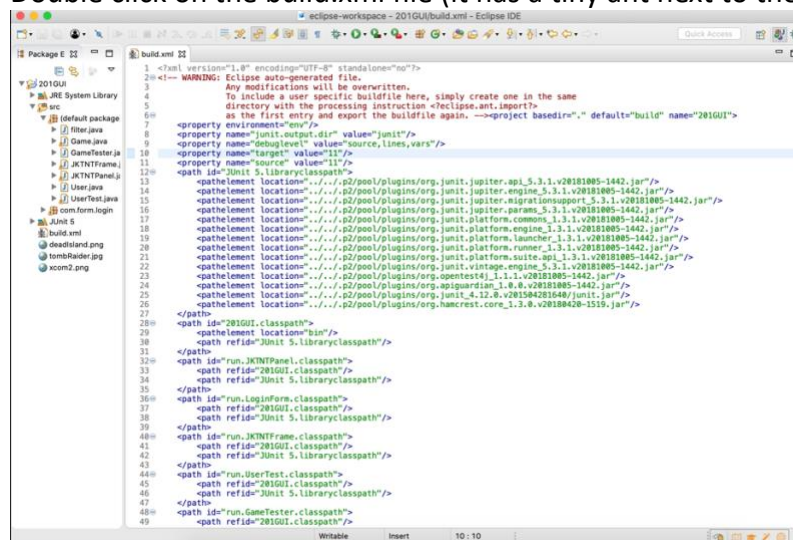 Double click on the build.xml file (it has a tiny ant next to the
eclipse-workspace - 201GUI/build.xml - Eclipse IDE
Quick Access
Package E
build.xml
201GUI
JRE System Library
src
(default package
filter.java
Game.java
GameTester.ja
JKTNTFrame.j
JKTNTPanel.j
User.java
UserTest.java
com.form.login
JUnit 5
build.xml
deadIsland.png
tombRaider.jpg
xcom2.png
1 <?xml version="1.0" encoding="UTF-8" standalone="no"?>
2 <!-- WARNING: Eclipse auto-generated file.
3 Any modifications will be overwritten.
4 To include a user specific buildfile here, simply create one in the same
5 directory with the processing instruction <?eclipse.ant.import?>
6 as the first entry and export the buildfile again. --><project basedir="." default="build" name="201GUI">
7 <property environment="env"/>
8 <property name="junit.output.dir" value="junit"/>
9 <property name="debuglevel" value="source,lines,vars"/>
10 <property name="target" value="11"/>
11 <property name="source" value="11"/>
12 <path id="JUnit 5.libraryclasspath">
13 <pathelement location="../../.p2/pool/plugins/org.junit.jupiter.api_5.3.1.v20181005-1442.jar"/>
14 <pathelement location="../../.p2/pool/plugins/org.junit.jupiter.engine_5.3.1.v20181005-1442.jar"/>
15 <pathelement location="../../.p2/pool/plugins/org.junit.jupiter.migrationsupport_5.3.1.v20181005-1442.jar"/>
16 <pathelement location="../../.p2/pool/plugins/org.junit.jupiter.params_5.3.1.v20181005-1442.jar"/>
17 <pathelement location="../../.p2/pool/plugins/org.junit.platform.commons_1.3.1.v20181005-1442.jar"/>
18 <pathelement location="../../.p2/pool/plugins/org.junit.platform.engine_1.3.1.v20181005-1442.jar"/>
19 <pathelement location="../../.p2/pool/plugins/org.junit.platform.launcher_1.3.1.v20181005-1442.jar"/>
20 <pathelement location="../../.p2/pool/plugins/org.junit.platform.runner_1.3.1.v20181005-1442.jar"/>
21 <pathelement location="../../.p2/pool/plugins/org.junit.platform.suite.api_1.3.1.v20181005-1442.jar"/>
22 <pathelement location="../../.p2/pool/plugins/org.junit.vintage.engine_5.3.1.v20181005-1442.jar"/>
23 <pathelement location="../../.p2/pool/plugins/org.opentest4j_1.1.1.v20181005-1442.jar"/>
24 <pathelement location="../../.p2/pool/plugins/org.apiguardian_1.0.0.v20181005-1442.jar"/>
25 <pathelement location="../../.p2/pool/plugins/org.junit_4.12.0.v201504281640/junit.jar"/>
26 <pathelement location="../../.p2/pool/plugins/org.hamcrest.core_1.3.0.v20180420-1519.jar"/>
27 </path>
28 <path id="201GUI.classpath">
29 <pathelement location="bin"/>
30 <path refid="JUnit 5.libraryclasspath"/>
31 </path>
32 <path id="run.JKTNTPanel.classpath">
33 <path refid="201GUI.classpath"/>
34 <path refid="JUnit 5.libraryclasspath"/>
35 </path>
36 <path id="run.LoginForm.classpath">
37 <path refid="201GUI.classpath"/>
38 <path refid="JUnit 5.libraryclasspath"/>
39 </path>
40 <path id="run.JKTNTFrame.classpath">
41 <path refid="201GUI.classpath"/>
42 <path refid="JUnit 5.libraryclasspath"/>
43 </path>
44 <path id="run.UserTest.classpath">
45 <path refid="201GUI.classpath"/>
46 <path refid="JUnit 5.libraryclasspath"/>
47 </path>
48 <path id="run.GameTester.classpath">
49 <path refid="201GUI.classpath"/>
Writable
Insert
10 : 10